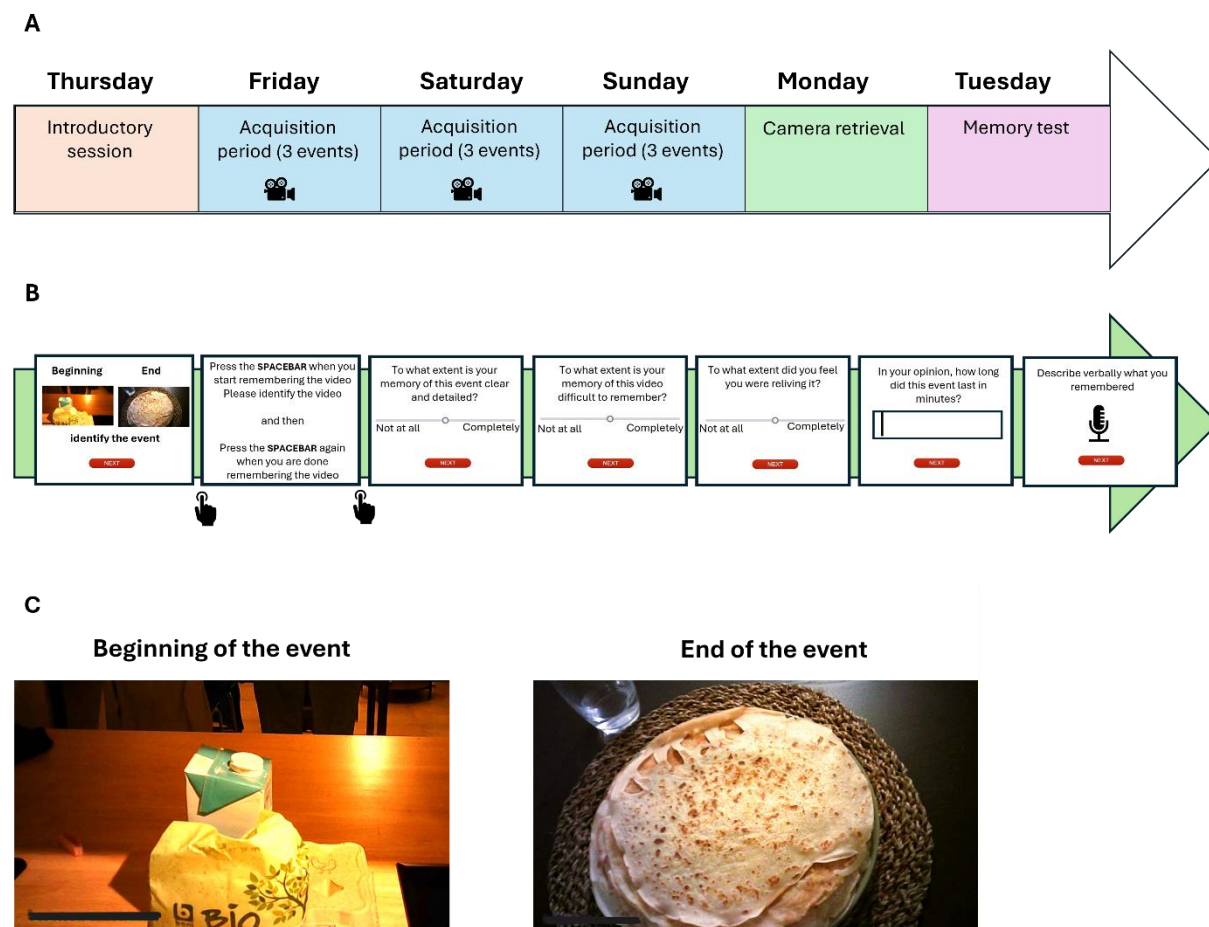 A
Thursday
Friday
Saturday
Sunday
Monday
Tuesday
Introductory
session
Acquisition
period (3 events)
Acquisition
period (3 events)
Acquisition
period (3 events)
Camera retrieval
Memory test
B
Beginning
End
identify the event
NEXT
Press the SPACEBAR when you
start remembering the video
Please identify the video
and then
Press the SPACEBAR again
when you are done
remembering the video
To what extent is your
memory of this event clear
and detailed?
Not at all
Completely
NEXT
To what extent is your
memory of this video
difficult to remember?
Not at all
Completely
NEXT
To what extent did you feel
you were reliving it?
Not at all
Completely
NEXT
In your opinion, how long
did this event last in
minutes?
NEXT
Describe verbally what you
remembered
NEXT
C
Beginning of the event
End of the event
BiO